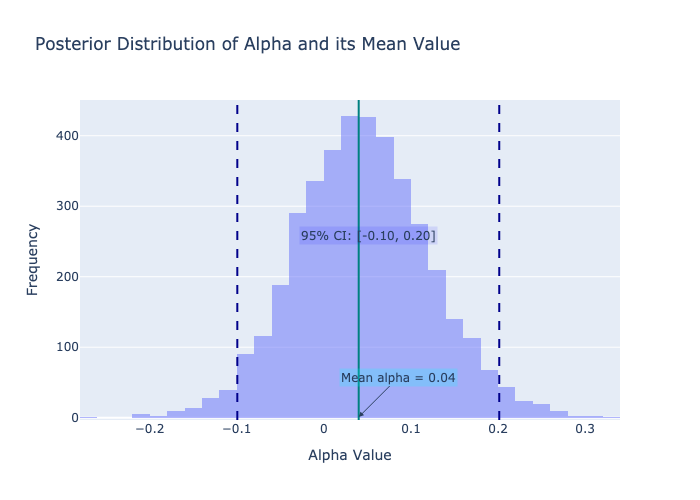 Posterior Distribution of Alpha and its Mean Value
Frequency
400
300
200
100
0
95% CI: [-0.10, 0.20]
Mean alpha = 0.04
−0.2
−0.1
0
0.1
0.2
0.3
Alpha Value